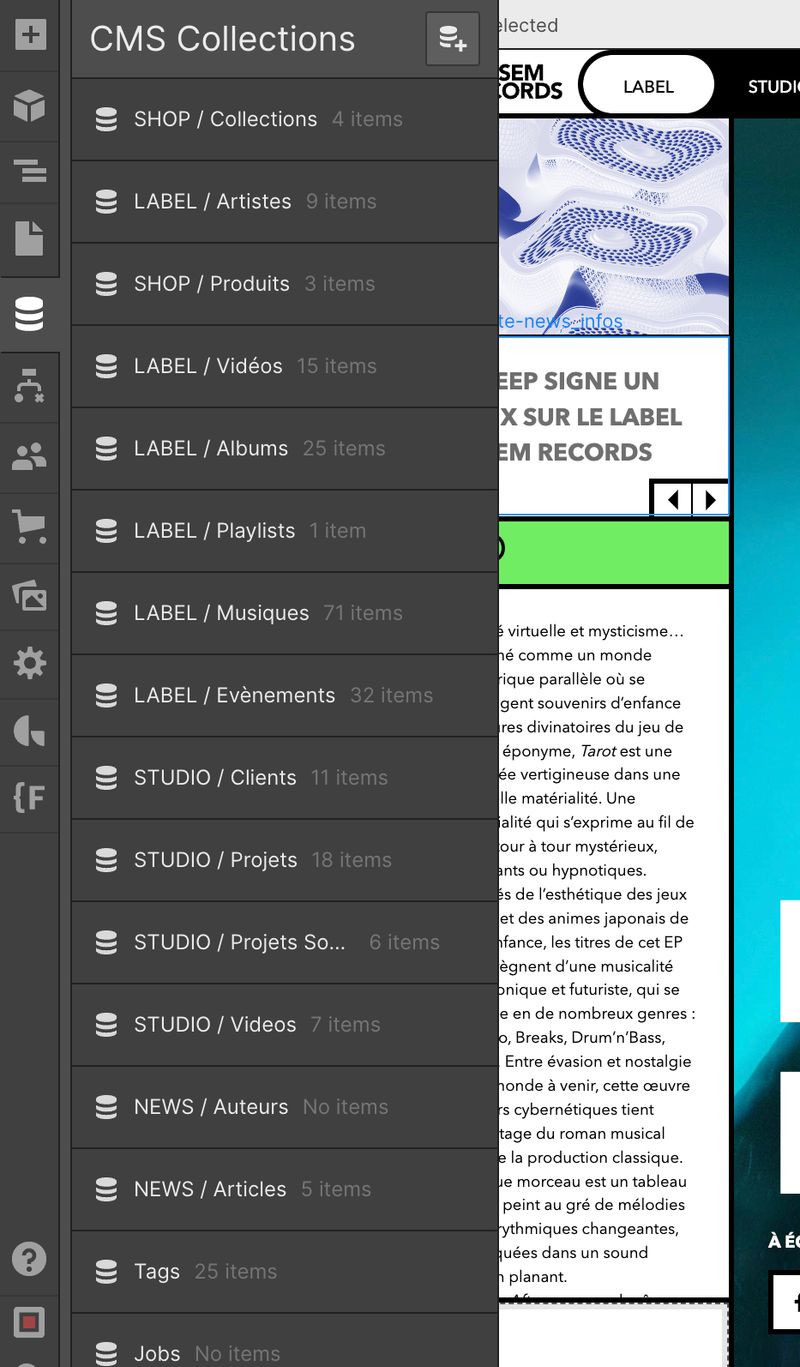 CMS Collections
SHOP / Collections 4 items
LABEL / Artistes 9 items
SHOP / Produits 3 items
LABEL / Vidéos 15 items
LABEL / Albums 25 items
LABEL / Playlists 1 item
LABEL / Musiques 71 items
LABEL / Evènements 32 items
STUDIO / Clients 11 items
STUDIO / Projets 18 items
STUDIO / Projets So... 6 items
STUDIO / Videos 7 items
NEWS / Auteurs No items
NEWS / Articles 5 items
Tags 25 items
Jobs No items
{F
elected
SEM
CORDS
LABEL
STUDIO
te-news_infos
EEP SIGNE UN
X SUR LE LABEL
EM RECORDS
é virtuelle et mysticisme…
né comme un monde
rique parallèle où se
gent souvenirs d’enfance
ures divinatoires du jeu de
éponyme, Tarot est une
ée vertigineuse dans une
lle matérialité. Une
ialité qui s’exprime au fil de
tour à tour mystérieux,
ants ou hypnotiques.
és de l’esthétique des jeux
et des animes japonais de
nfance, les titres de cet EP
règnent d’une musicalité
onique et futuriste, qui se
e en de nombreux genres :
o, Breaks, Drum’n’Bass,
. Entre évasion et nostalgie
monde à venir, cette œuvre
rs cybernétiques tient
tage du roman musical
e la production classique.
ue morceau est un tableau
peint au gré de mélodies
rythmiques changeantes,
quées dans un sound
n planant.
À ÉC